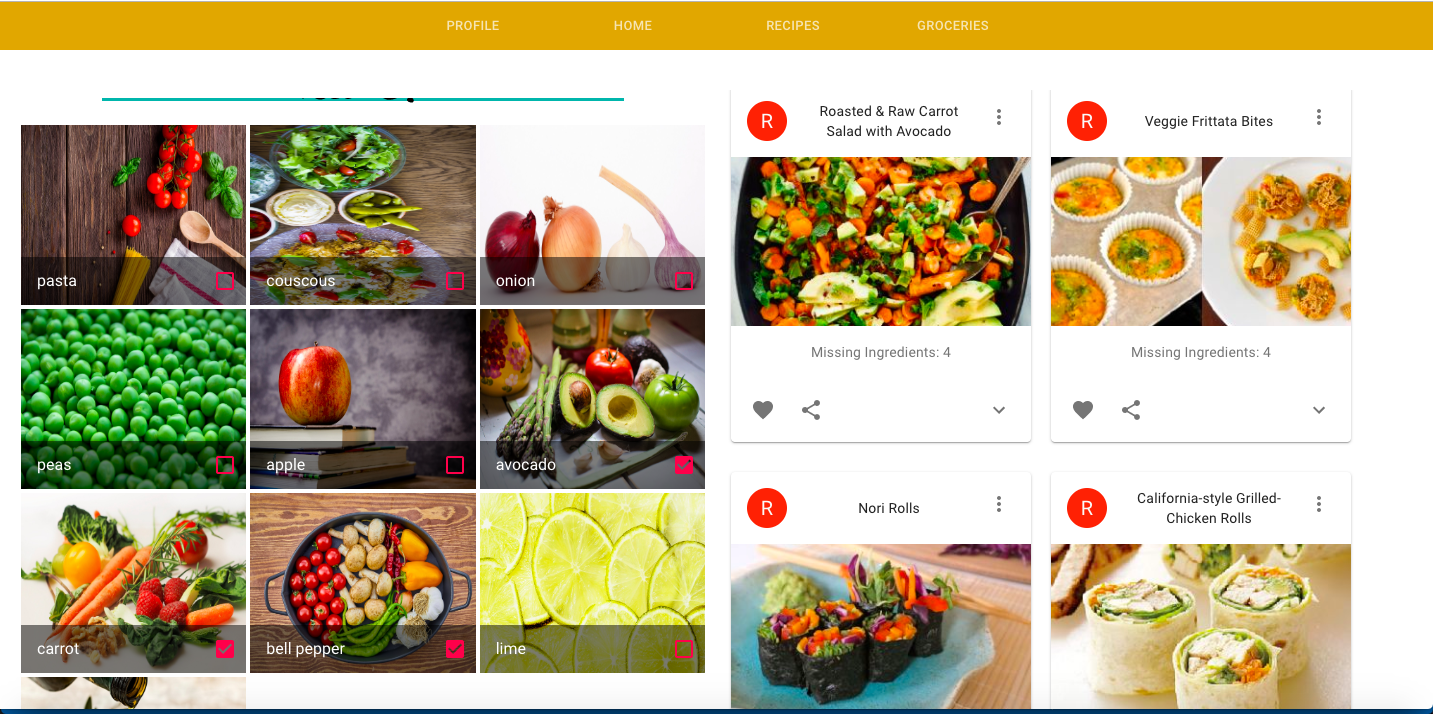 PROFILE
HOME
RECIPES
GROCERIES
pasta
couscous
onion
peas
apple
avocado
carrot
bell pepper
lime
R
Roasted & Raw Carrot
Salad with Avocado
Missing Ingredients: 4
R
Veggie Frittata Bites
Missing Ingredients: 4
R
Nori Rolls
R
California-style Grilled-
Chicken Rolls